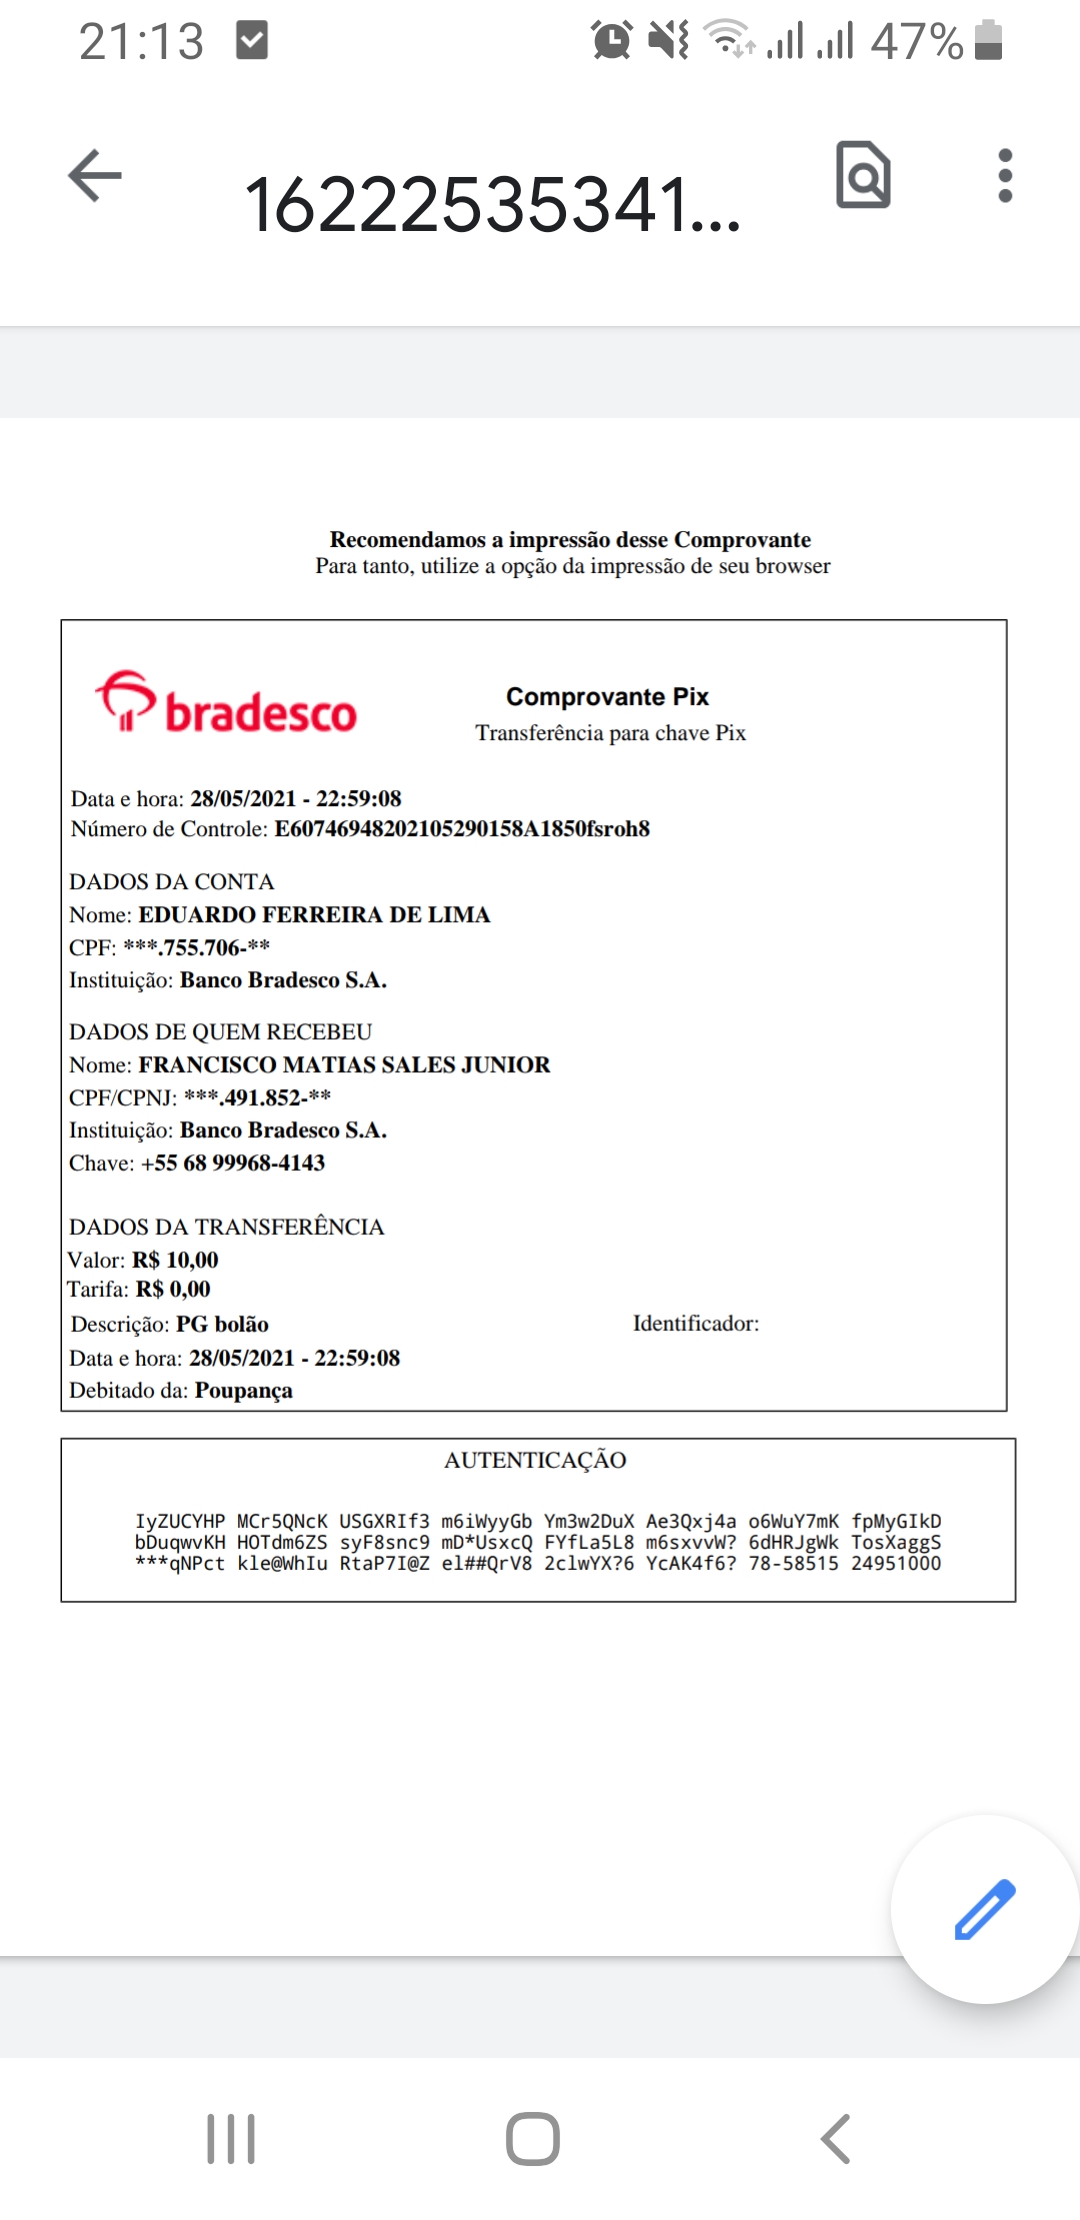 21:13
47%
16222535341...
Recomendamos a impressão desse Comprovante
Para tanto, utilize a opção da impressão de seu browser
bradesco
Comprovante Pix
Transferência para chave Pix
Data e hora: 28/05/2021 - 22:59:08
Número de Controle: E60746948202105290158A1850fsroh8
DADOS DA CONTA
Nome: EDUARDO FERREIRA DE LIMA
CPF: ***.755.706-**
Instituição: Banco Bradesco S.A.
DADOS DE QUEM RECEBEU
Nome: FRANCISCO MATIAS SALES JUNIOR
CPF/CPNJ: ***.491.852-**
Instituição: Banco Bradesco S.A.
Chave: +55 68 99968-4143
DADOS DA TRANSFERÊNCIA
Valor: R$ 10,00
Tarifa: R$ 0,00
Descrição: PG bolão Identificador:
Data e hora: 28/05/2021 - 22:59:08
Debitado da: Poupança
AUTENTICAÇÃO
IyZUCYHP MCr5QNcK USGXRIf3 m6iWyyGb Ym3w2DuX Ae3Qxj4a o6WuY7mK fpMyGIkD
bDuqwvKH HOTdm6ZS syF8snc9 mD*UsxcQ FYfLa5L8 m6sxvvW? 6dHRJgWk TosXaggS
***qNPct kle@WhIu RtaP7I@Z el##QrV8 2clwYX?6 YcAK4f6? 78-58515 24951000